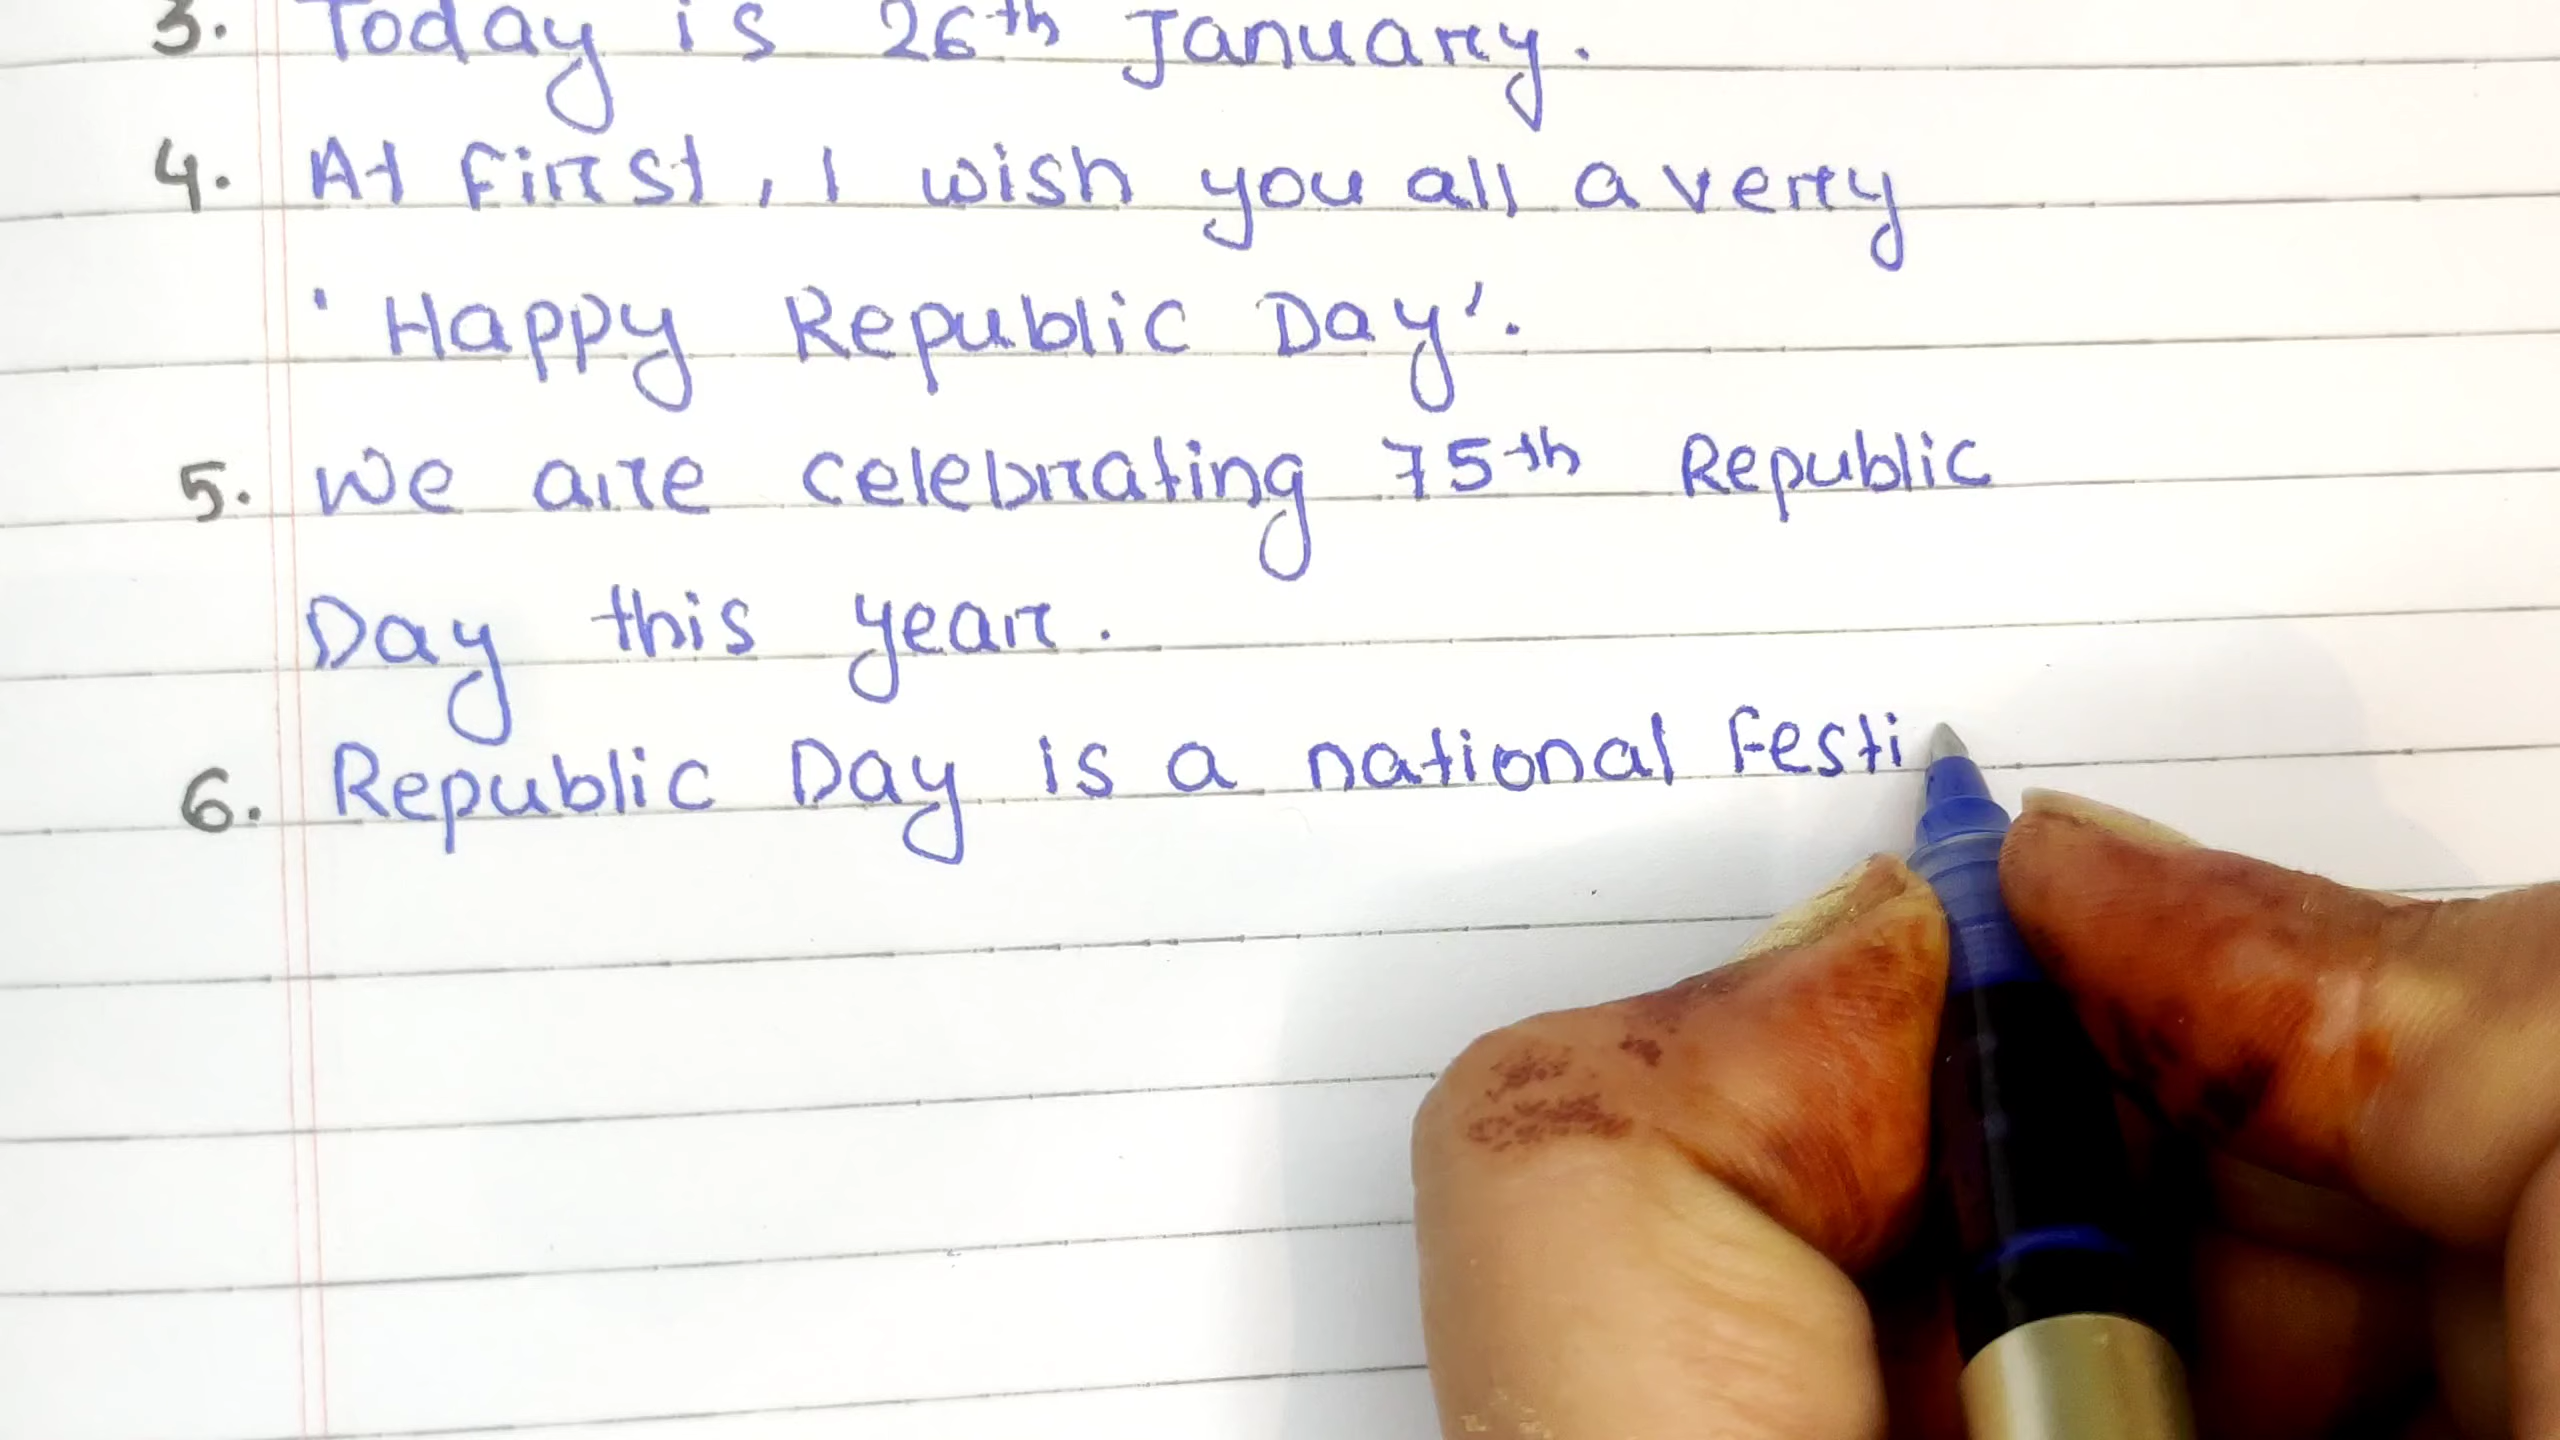 3. Today is 26th January.
4. At first, I wish you all a very
'Happy Republic Day'.
5. We are celebrating 75th Republic
Day this year.
6. Republic Day is a national festi